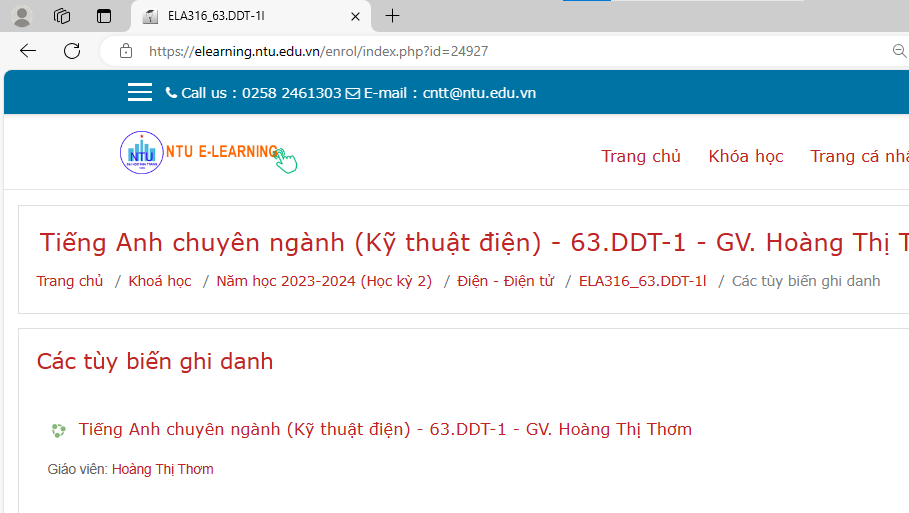 ELA316_63.DDT-1l
https://elearning.ntu.edu.vn/enrol/index.php?id=24927
Call us : 0258 2461303 E-mail : cntt@ntu.edu.vn
NTU
NTU E-LEARNING
Trang chủ Khóa học Trang cá nhâ
Tiếng Anh chuyên ngành (Kỹ thuật điện) - 63.DDT-1 - GV. Hoàng Thị T
Trang chủ / Khoá học / Năm học 2023-2024 (Học kỳ 2) / Điện - Điện tử / ELA316_63.DDT-1l / Các tùy biến ghi danh
Các tùy biến ghi danh
Tiếng Anh chuyên ngành (Kỹ thuật điện) - 63.DDT-1 - GV. Hoàng Thị Thơm
Giáo viên: Hoàng Thị Thơm